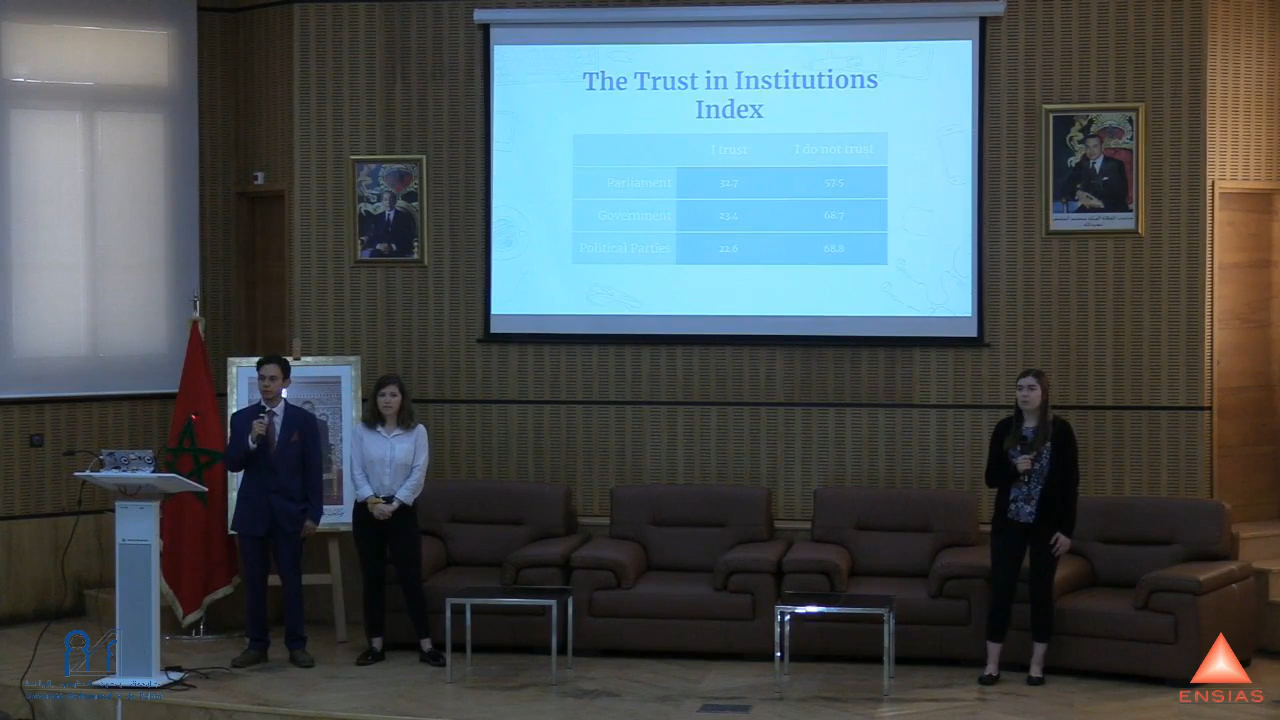 The Trust in Institutions
Index
I trust I do not trust
Parliament 32.7 57.5
Government 23.4 68.7
Political Parties 22.6 68.8
ENSIAS